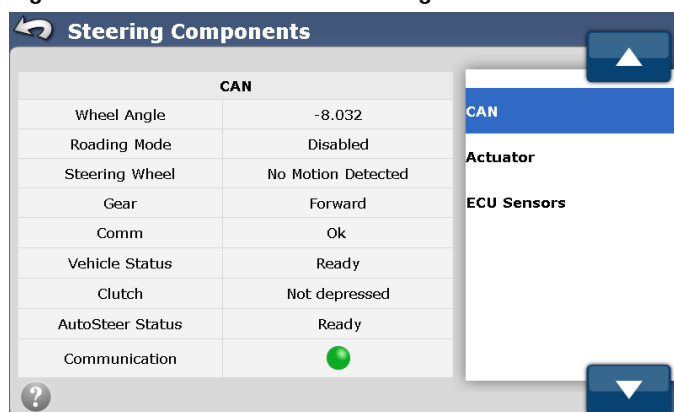 Steering Components
CAN
Wheel Angle -8.032
Roading Mode Disabled
Steering Wheel No Motion Detected
Gear Forward
Comm Ok
Vehicle Status Ready
Clutch Not depressed
AutoSteer Status Ready
Communication
?
CAN
Actuator
ECU Sensors